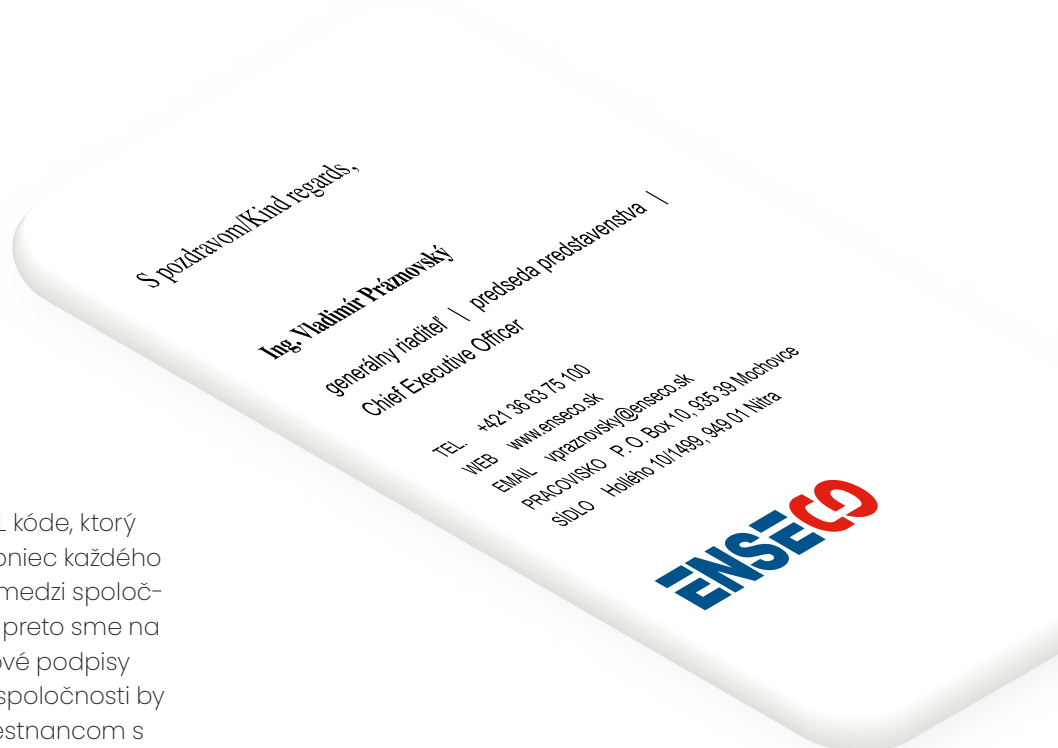 S pozdravom/Kind regards,
Ing. Vladimír Práznovský
generálny riaditeľ | predseda predstavenstva |
Chief Executive Officer
TEL. +421 36 63 75 100
WEB www.enseco.sk
EMAIL vpraznovsky@enseco.sk
PRACOVISKO P. O. Box 10, 935 39 Mochovce
SÍDLO Hollého 10/1499, 949 01 Nitra
ENSECO
L kóde, ktorý
oniec každého
medzi spoloč-
preto sme na
ové podpisy
spoločnosti by
estnancom s